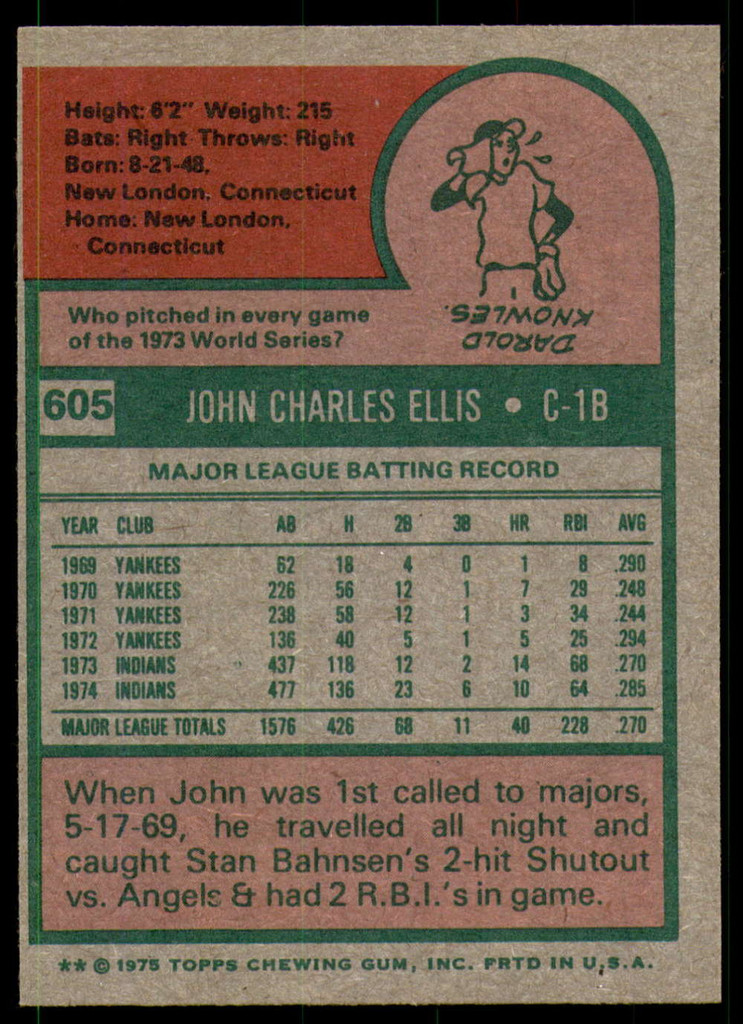 Height: 6'2" Weight: 215
Bats: Right Throws: Right
Born: 8-21-48,
New London, Connecticut
Home: New London,
Connecticut
Who pitched in every game
of the 1973 World Series?
DAROLD
KNOWLES.
605 JOHN CHARLES ELLIS • C-1B
MAJOR LEAGUE BATTING RECORD
YEAR CLUB AB H 2B 3B HR RBI AVG
1969 YANKEES 62 18 4 0 1 8 .290
1970 YANKEES 226 56 12 1 7 29 .248
1971 YANKEES 238 58 12 1 3 34 .244
1972 YANKEES 136 40 5 1 5 25 .294
1973 INDIANS 437 118 12 2 14 68 .270
1974 INDIANS 477 136 23 6 10 64 .285
MAJOR LEAGUE TOTALS 1576 426 68 11 40 228 .270
When John was 1st called to majors,
5-17-69, he travelled all night and
caught Stan Bahnsen's 2-hit Shutout
vs. Angels & had 2 R.B.I.'s in game.
** © 1975 TOPPS CHEWING GUM, INC. PRTD IN U.S.A.